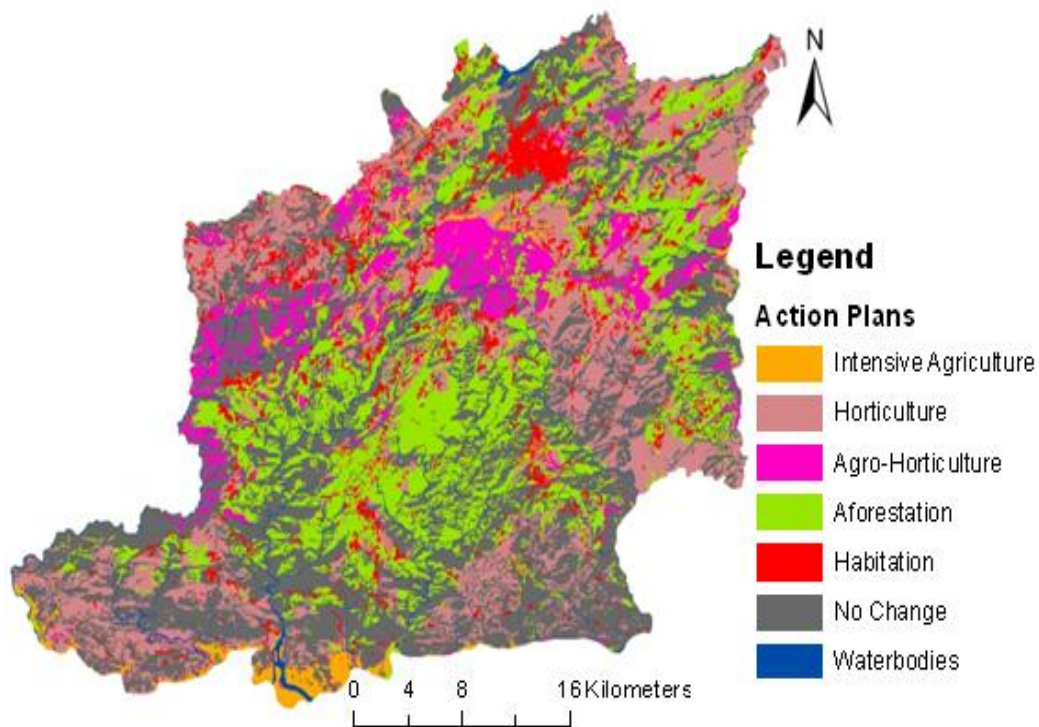 N
Legend
Action Plans
Intensive Agriculture
Horticulture
Agro-Horticulture
Aforestation
Habitation
No Change
Waterbodies
0 4 8 16 Kilometers